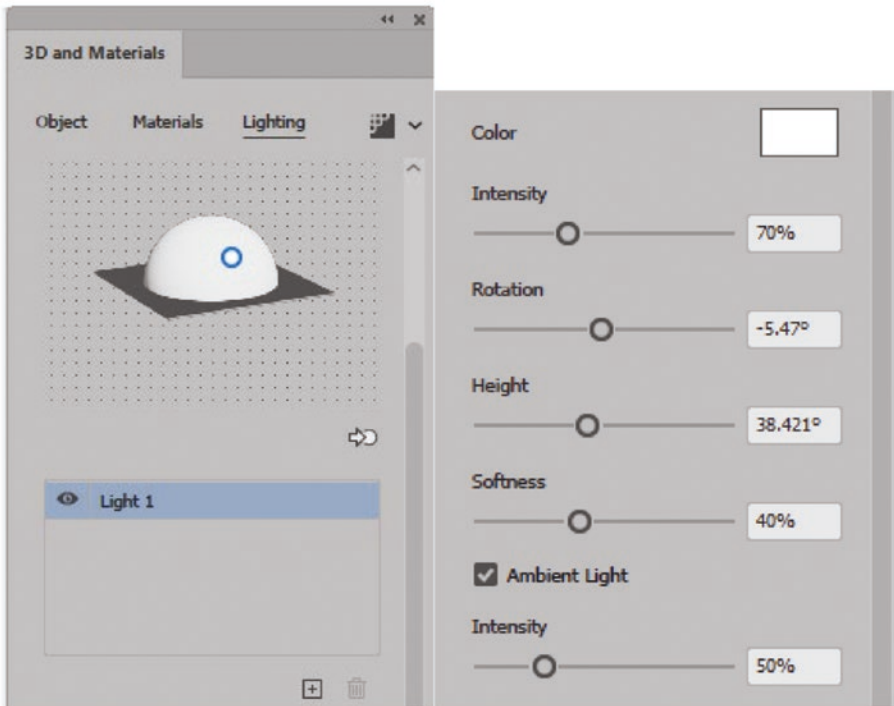 3D and Materials
Object Materials Lighting
Light 1
Color
Intensity
70%
Rotation
-5.47°
Height
38.421°
Softness
40%
Ambient Light
Intensity
50%